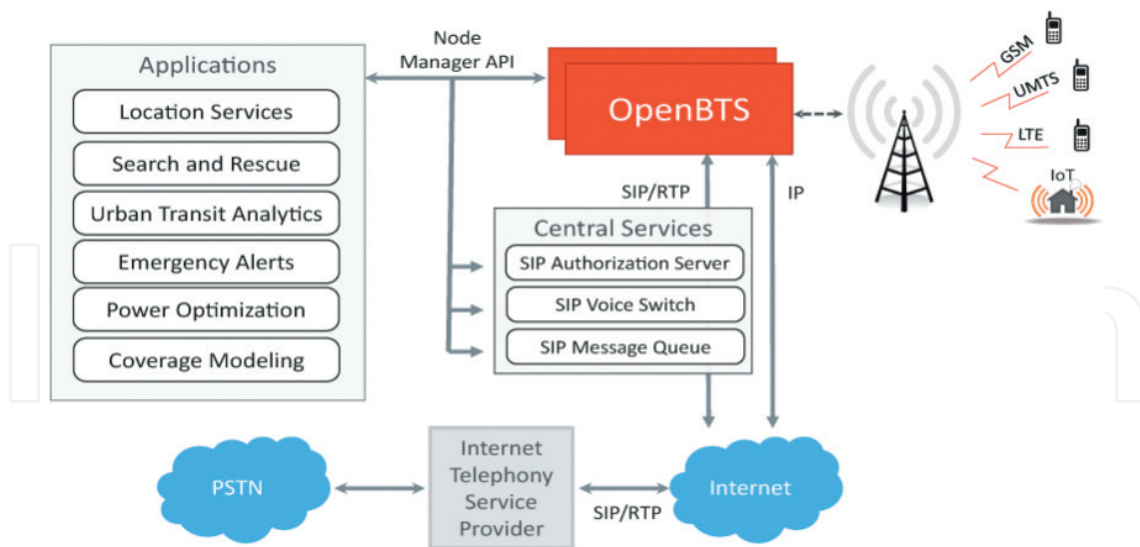 Node
Manager API
Applications
Location Services
Search and Rescue
Urban Transit Analytics
Emergency Alerts
Power Optimization
Coverage Modeling
OpenBTS
GSM
UMTS
LTE
IoT
SIP/RTP
IP
Central Services
SIP Authorization Server
SIP Voice Switch
SIP Message Queue
PSTN
Internet
Telephony
Service
Provider
SIP/RTP
Internet